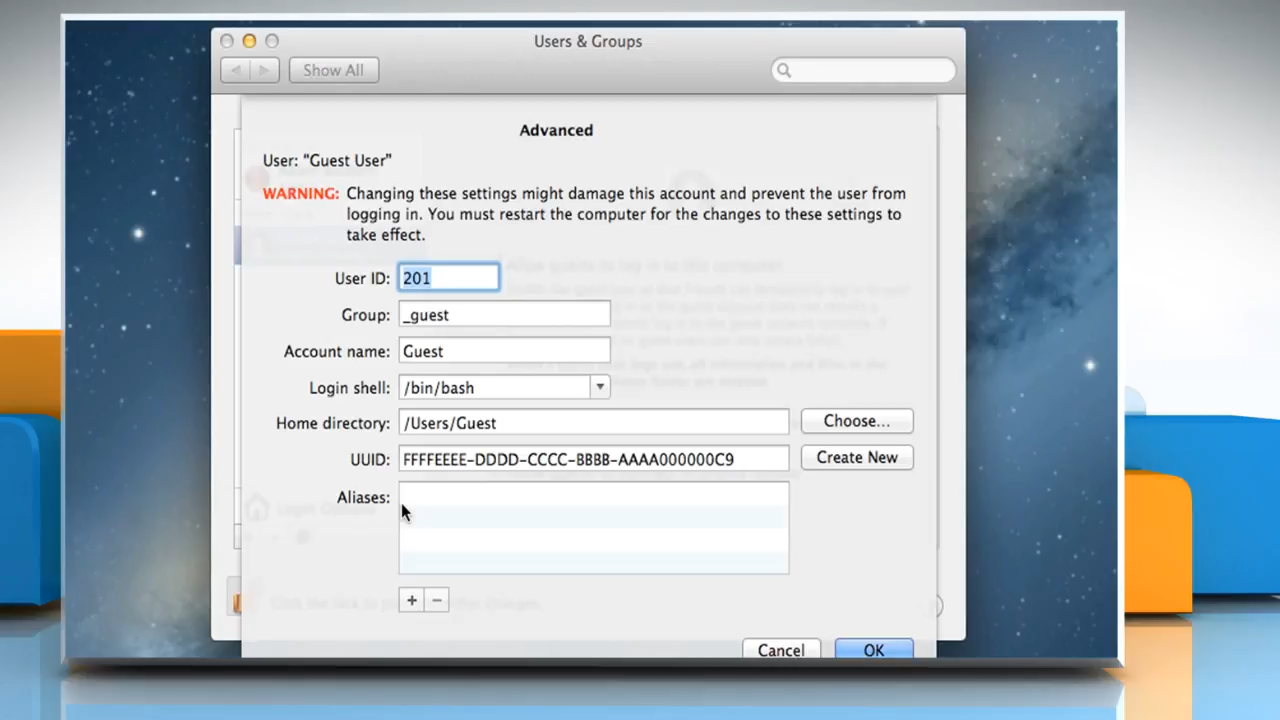 Users & Groups
Show All
Advanced
User: "Guest User"
WARNING: Changing these settings might damage this account and prevent the user from
logging in. You must restart the computer for the changes to these settings to
take effect.
User ID: 201
Group: _guest
Account name: Guest
Login shell: /bin/bash
Home directory: /Users/Guest Choose...
UUID: FFFFEEEE-DDDD-CCCC-BBBB-AAAA000000C9 Create New
Aliases:
+ −
Cancel OK